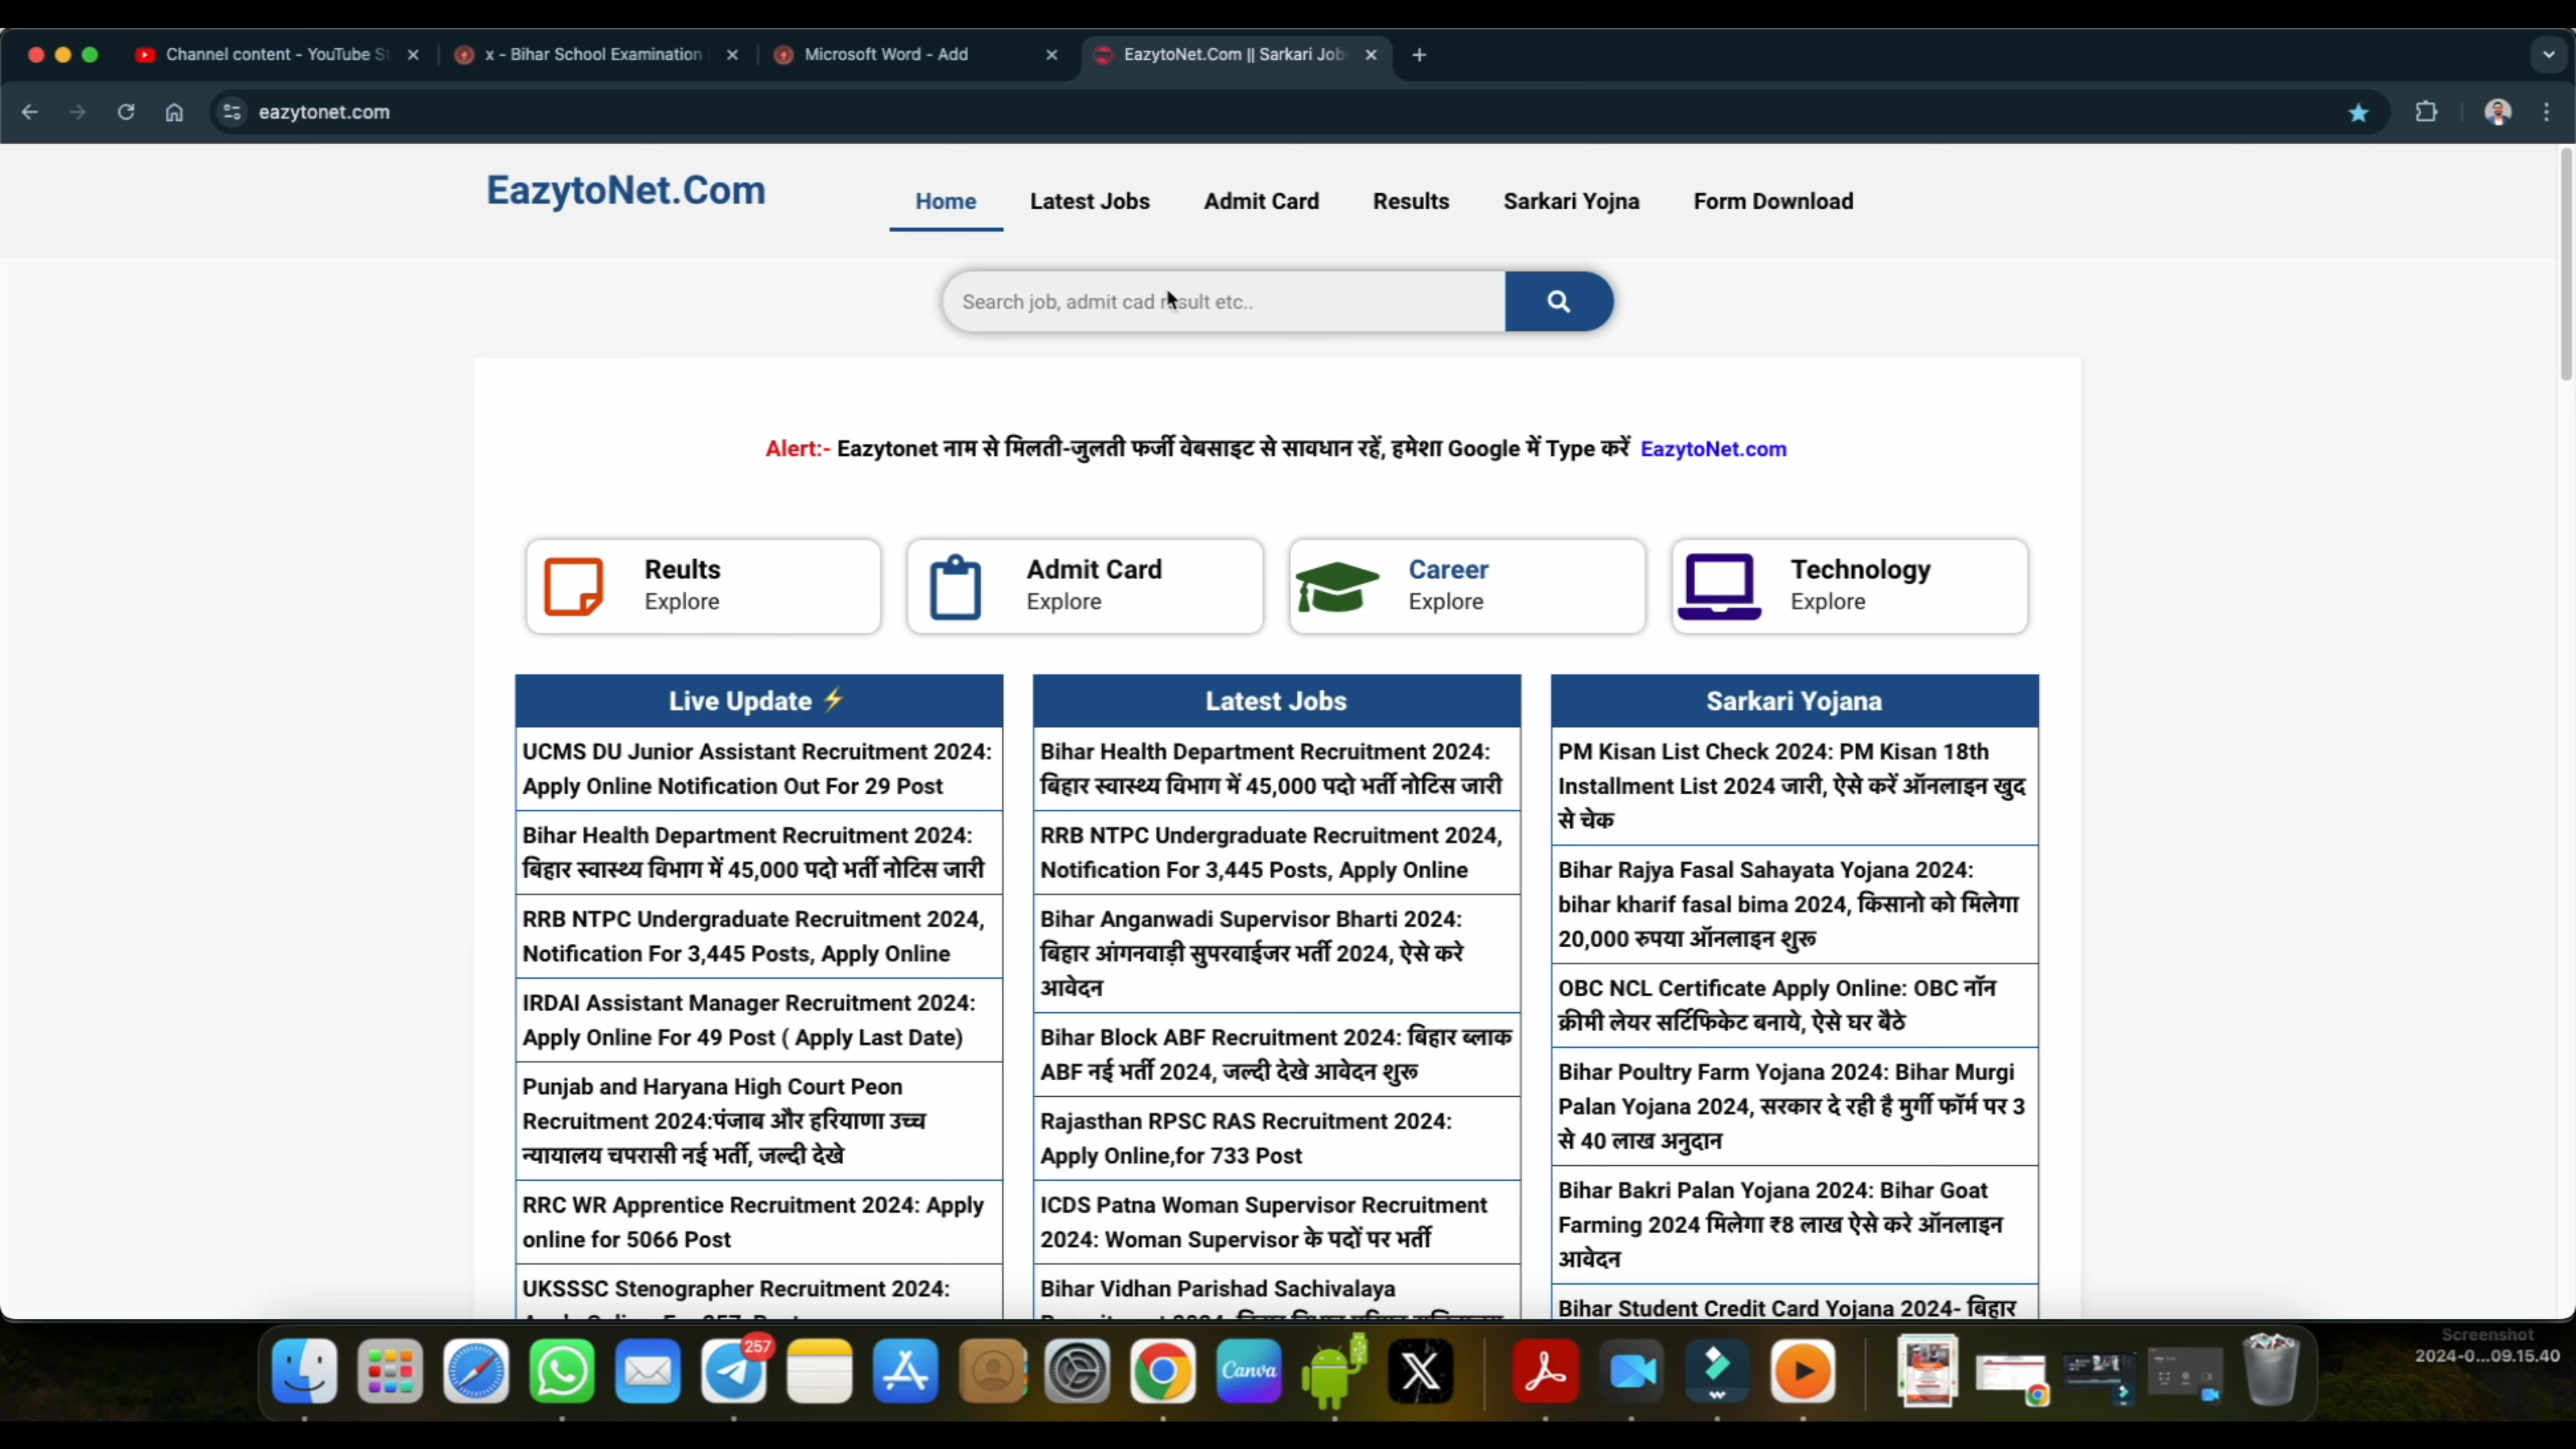 Channel content - YouTube S
x - Bihar School Examination
Microsoft Word - Add
EazytoNet.Com || Sarkari Job
eazytonet.com
EazytoNet.Com
Home
Latest Jobs
Admit Card
Results
Sarkari Yojna
Form Download
Search job, admit cad result etc..
Alert:- Eazytonet नाम से मिलती-जुलती फर्जी वेबसाइट से सावधान रहें, हमेशा Google में Type करें EazytoNet.com
Reults
Explore
Admit Card
Explore
Career
Explore
Technology
Explore
Live Update ⚡
UCMS DU Junior Assistant Recruitment 2024:
Apply Online Notification Out For 29 Post
Bihar Health Department Recruitment 2024:
बिहार स्वास्थ्य विभाग में 45,000 पदो भर्ती नोटिस जारी
RRB NTPC Undergraduate Recruitment 2024,
Notification For 3,445 Posts, Apply Online
IRDAI Assistant Manager Recruitment 2024:
Apply Online For 49 Post ( Apply Last Date)
Punjab and Haryana High Court Peon
Recruitment 2024:पंजाब और हरियाणा उच्च
न्यायालय चपरासी नई भर्ती, जल्दी देखे
RRC WR Apprentice Recruitment 2024: Apply
online for 5066 Post
UKSSSC Stenographer Recruitment 2024:
Latest Jobs
Bihar Health Department Recruitment 2024:
बिहार स्वास्थ्य विभाग में 45,000 पदो भर्ती नोटिस जारी
RRB NTPC Undergraduate Recruitment 2024,
Notification For 3,445 Posts, Apply Online
Bihar Anganwadi Supervisor Bharti 2024:
बिहार आंगनवाड़ी सुपरवाईजर भर्ती 2024, ऐसे करे
आवेदन
Bihar Block ABF Recruitment 2024: बिहार ब्लाक
ABF नई भर्ती 2024, जल्दी देखे आवेदन शुरू
Rajasthan RPSC RAS Recruitment 2024:
Apply Online,for 733 Post
ICDS Patna Woman Supervisor Recruitment
2024: Woman Supervisor के पदों पर भर्ती
Bihar Vidhan Parishad Sachivalaya
Sarkari Yojana
PM Kisan List Check 2024: PM Kisan 18th
Installment List 2024 जारी, ऐसे करें ऑनलाइन खुद
से चेक
Bihar Rajya Fasal Sahayata Yojana 2024:
bihar kharif fasal bima 2024, किसानो को मिलेगा
20,000 रुपया ऑनलाइन शुरू
OBC NCL Certificate Apply Online: OBC नॉन
क्रीमी लेयर सर्टिफिकेट बनाये, ऐसे घर बैठे
Bihar Poultry Farm Yojana 2024: Bihar Murgi
Palan Yojana 2024, सरकार दे रही है मुर्गी फॉर्म पर 3
से 40 लाख अनुदान
Bihar Bakri Palan Yojana 2024: Bihar Goat
Farming 2024 मिलेगा ₹8 लाख ऐसे करे ऑनलाइन
आवेदन
Bihar Student Credit Card Yojana 2024- बिहार
257
Canva
Screenshot
2024-0...09.15.40